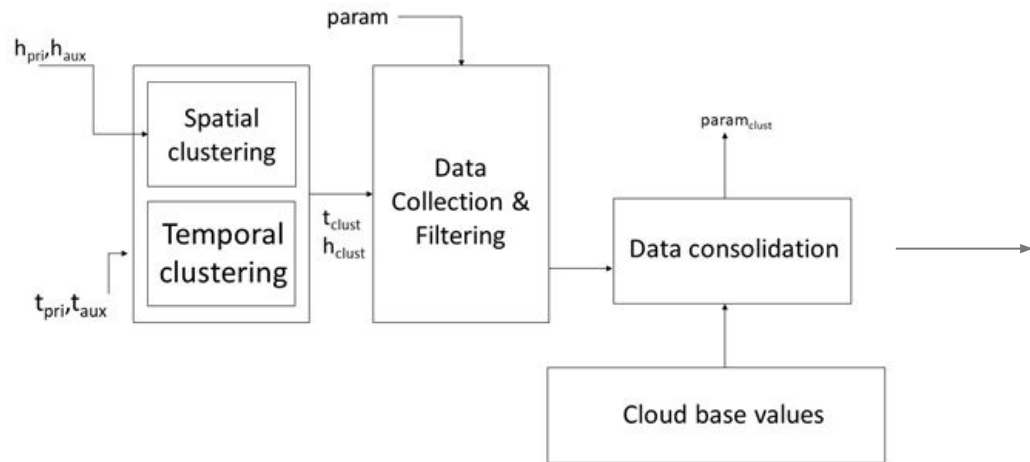 param
h_pri,h_aux
Spatial
clustering
Temporal
clustering
t_pri,t_aux
t_clust
h_clust
Data
Collection &
Filtering
param_clust
Data consolidation
Cloud base values